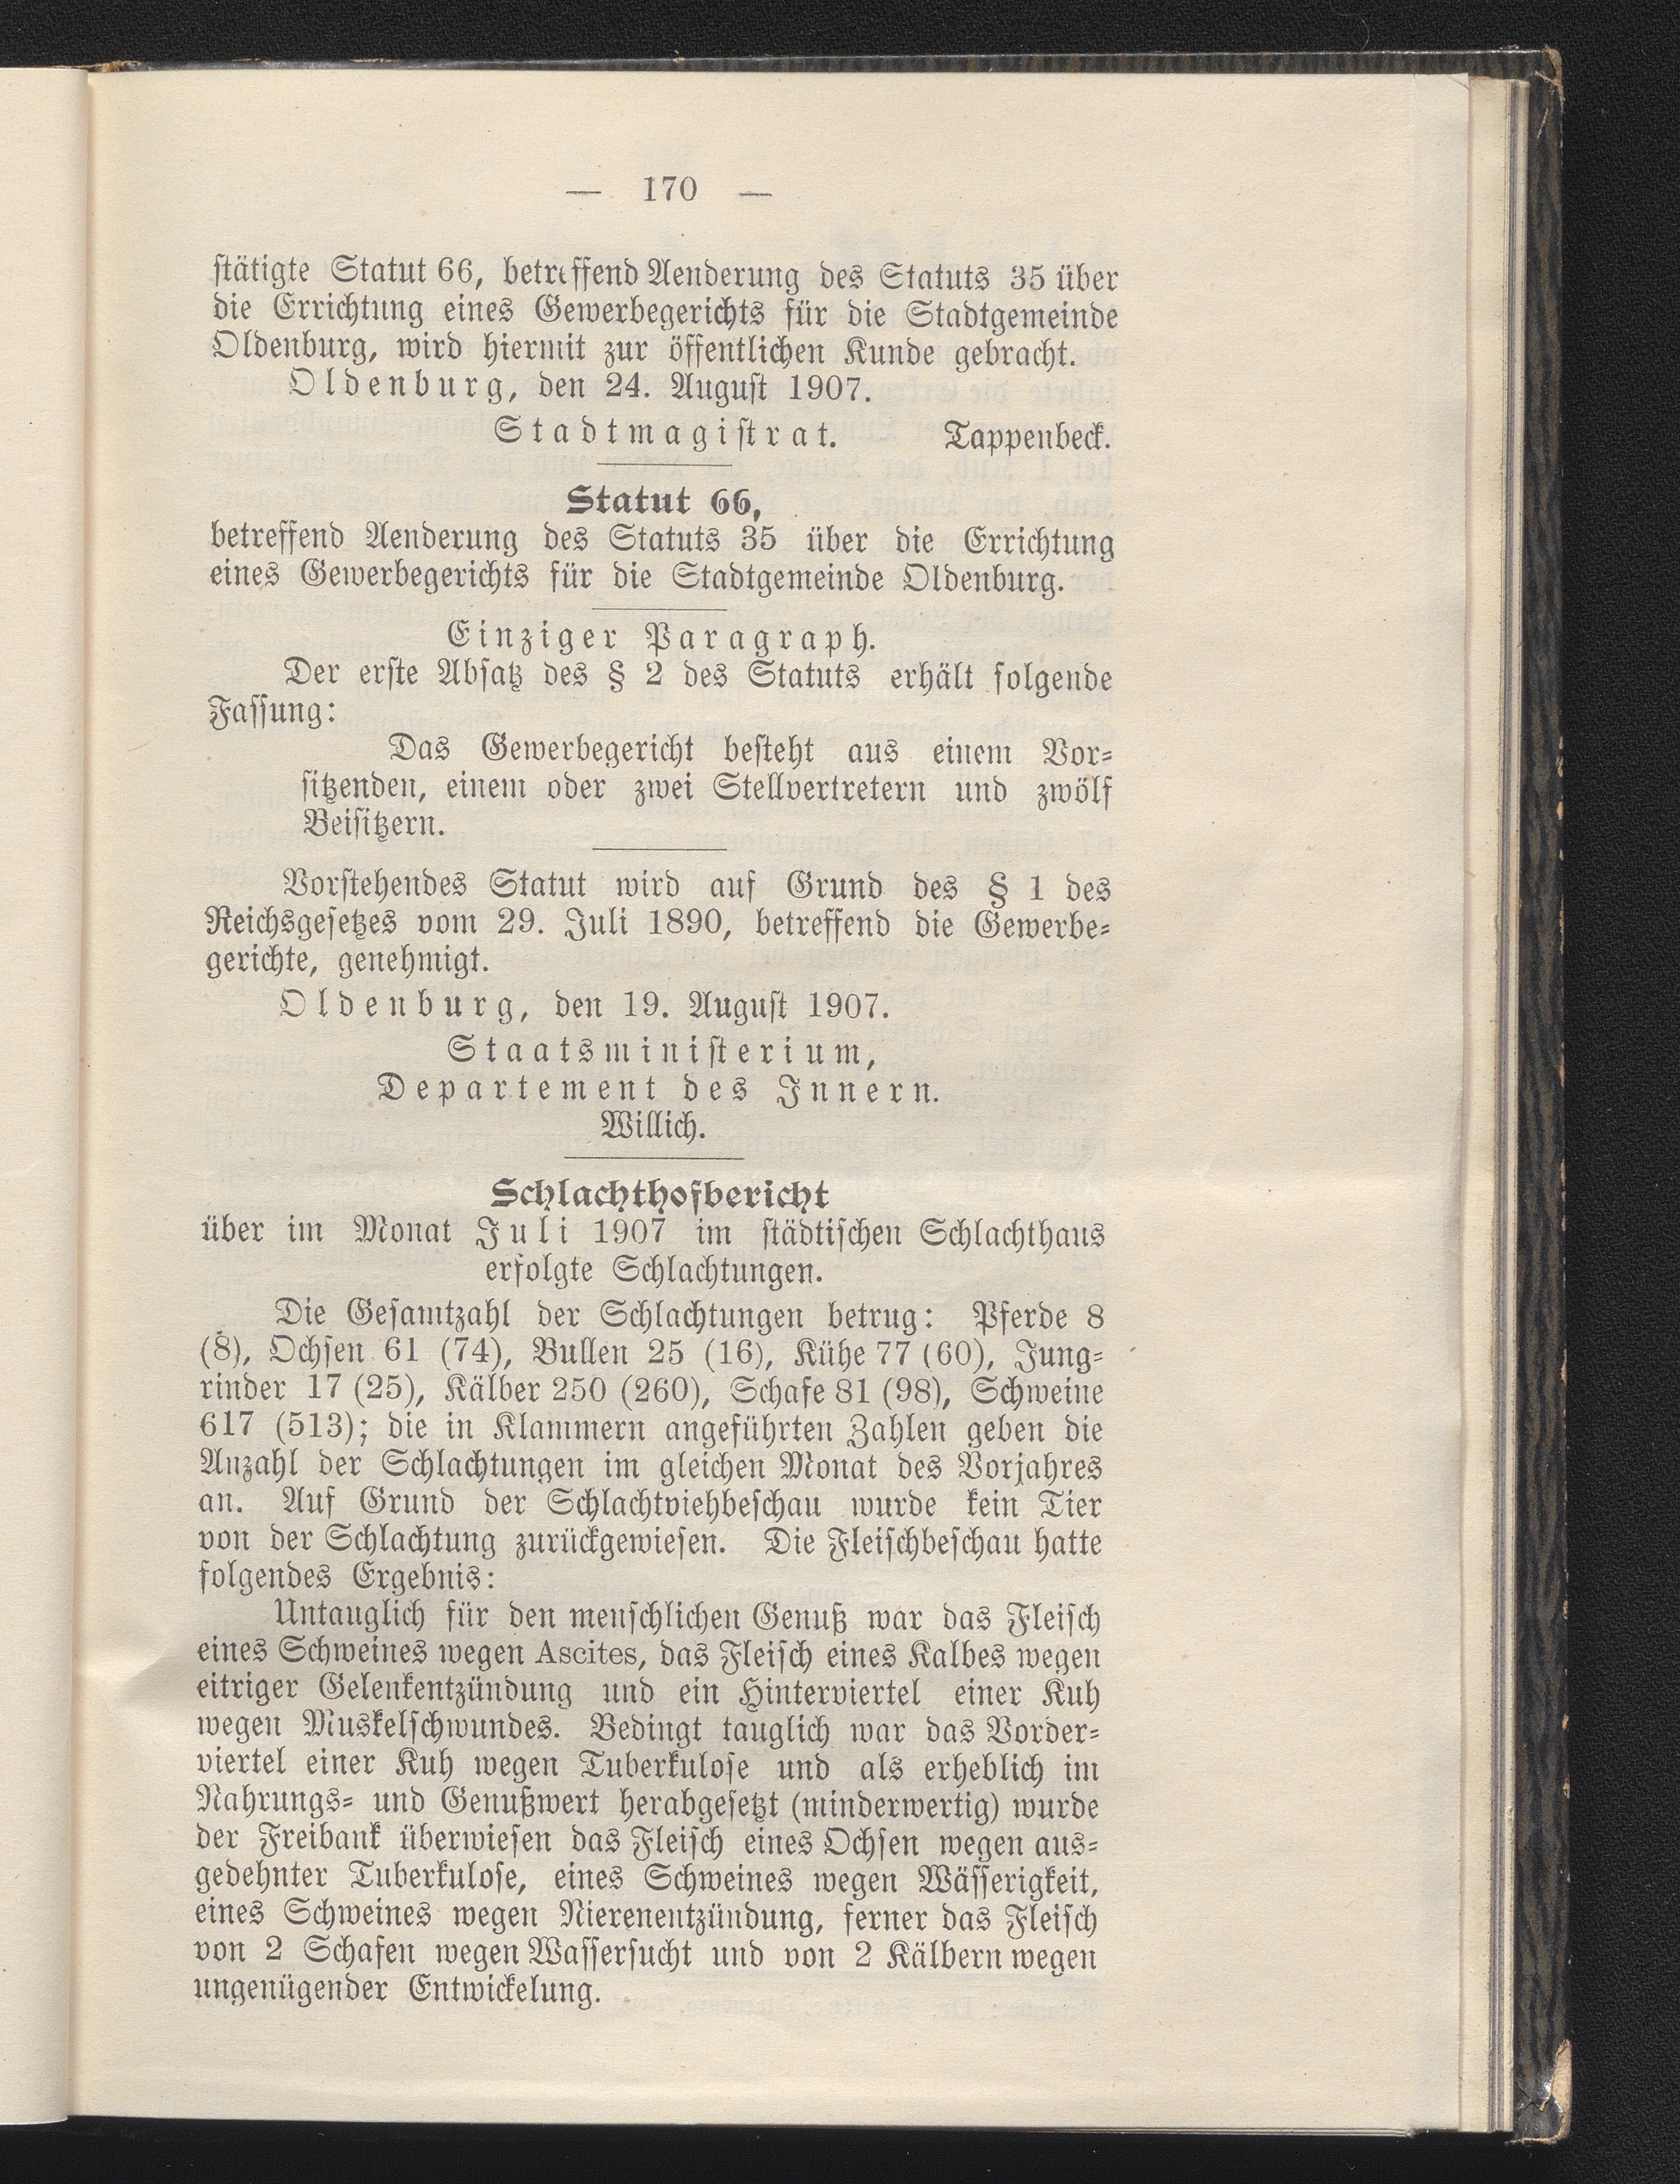 — 170 —
stätigte Statut 66, betreffend Aenderung des Statuts 35 über
die Errichtung eines Gewerbegerichts für die Stadtgemeinde
Oldenburg, wird hiermit zur öffentlichen Kunde gebracht.
Oldenburg, den 24. August 1907.
Stadtmagistrat. Tappenbeck.
Statut 66,
betreffend Aenderung des Statuts 35 über die Errichtung
eines Gewerbegerichts für die Stadtgemeinde Oldenburg.
Einziger Paragraph.
Der erste Absatz des § 2 des Statuts erhält folgende
Fassung:
Das Gewerbegericht besteht aus einem Vor-
sitzenden, einem oder zwei Stellvertretern und zwölf
Beisitzern.
Vorstehendes Statut wird auf Grund des § 1 des
Reichsgesetzes vom 29. Juli 1890, betreffend die Gewerbe-
gerichte, genehmigt.
Oldenburg, den 19. August 1907.
Staatsministerium,
Departement des Innern.
Willich.
Schlachthofbericht
über im Monat Juli 1907 im städtischen Schlachthaus
erfolgte Schlachtungen.
Die Gesamtzahl der Schlachtungen betrug: Pferde 8
(8), Ochsen 61 (74), Bullen 25 (16), Kühe 77 (60), Jung-
rinder 17 (25), Kälber 250 (260), Schafe 81 (98), Schweine
617 (513); die in Klammern angeführten Zahlen geben die
Anzahl der Schlachtungen im gleichen Monat des Vorjahres
an. Auf Grund der Schlachtviehbeschau wurde kein Tier
von der Schlachtung zurückgewiesen. Die Fleischbeschau hatte
folgendes Ergebnis:
Untauglich für den menschlichen Genuß war das Fleisch
eines Schweines wegen Ascites, das Fleisch eines Kalbes wegen
eitriger Gelenkentzündung und ein Hinterviertel einer Kuh
wegen Muskelschwundes. Bedingt tauglich war das Vorder-
viertel einer Kuh wegen Tuberkulose und als erheblich im
Nahrungs- und Genußwert herabgesetzt (minderwertig) wurde
der Freibank überwiesen das Fleisch eines Ochsen wegen aus-
gedehnter Tuberkulose, eines Schweines wegen Wässerigkeit,
eines Schweines wegen Nierenentzündung, ferner das Fleisch
von 2 Schafen wegen Wassersucht und von 2 Kälbern wegen
ungenügender Entwickelung.